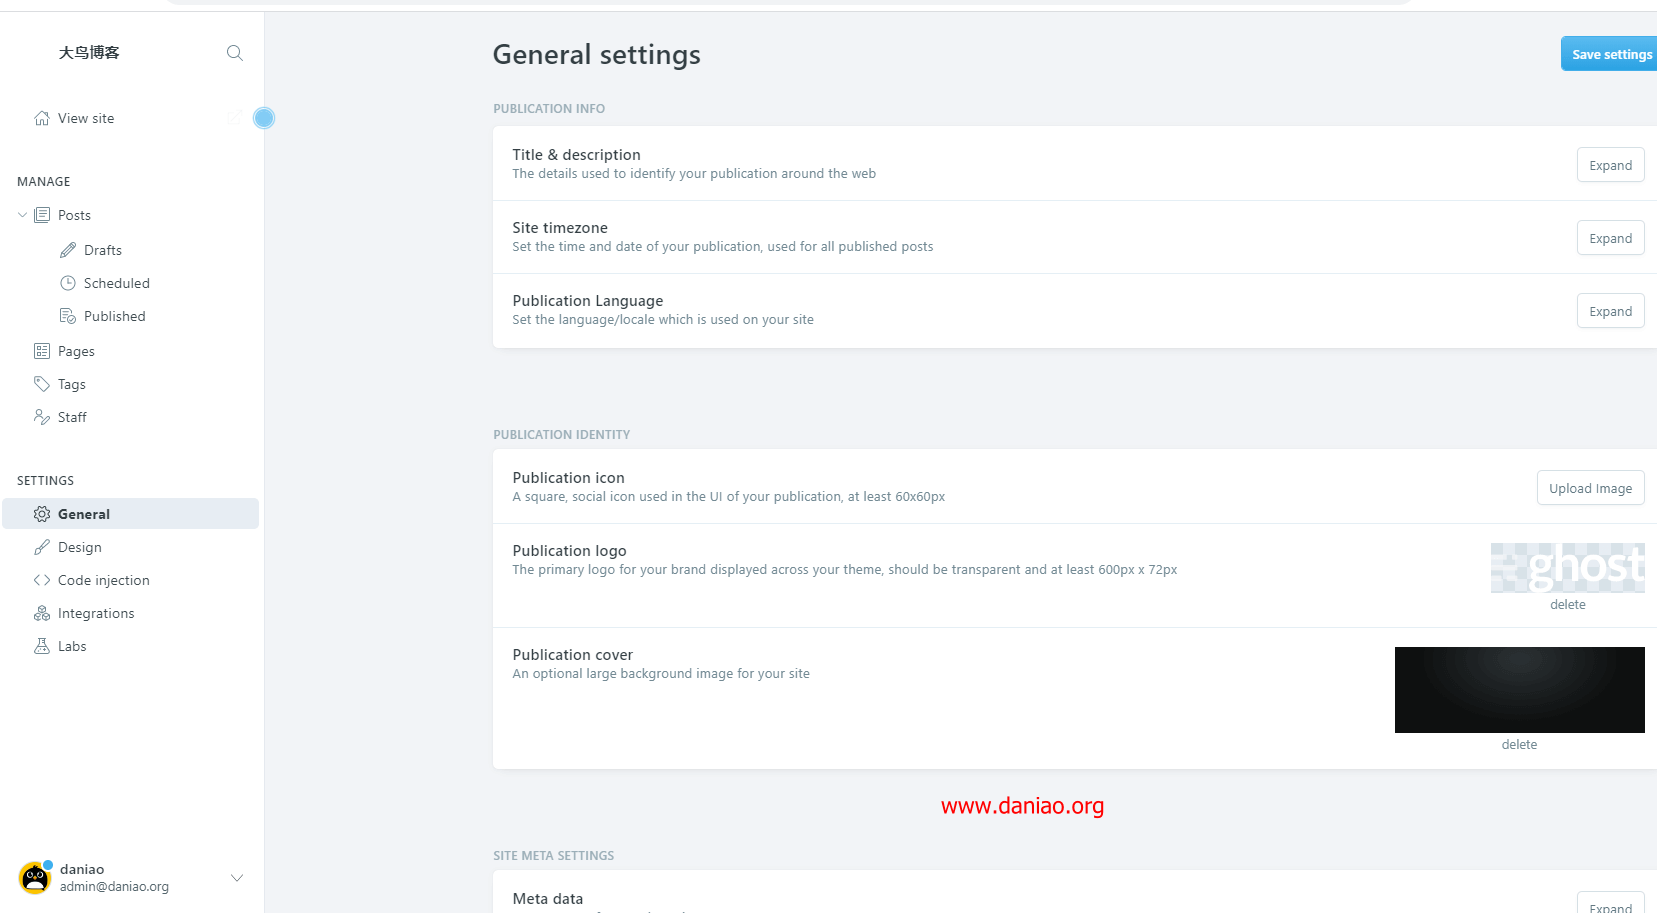 大鸟博客
View site
MANAGE
Posts
Drafts
Scheduled
Published
Pages
Tags
Staff
SETTINGS
General
Design
Code injection
Integrations
Labs
daniao
admin@daniao.org
General settings
Save settings
PUBLICATION INFO
Title & description
The details used to identify your publication around the web
Expand
Site timezone
Set the time and date of your publication, used for all published posts
Expand
Publication Language
Set the language/locale which is used on your site
Expand
PUBLICATION IDENTITY
Publication icon
A square, social icon used in the UI of your publication, at least 60x60px
Upload Image
Publication logo
The primary logo for your brand displayed across your theme, should be transparent and at least 600px x 72px
ghost
delete
Publication cover
An optional large background image for your site
delete
www.daniao.org
SITE META SETTINGS
Meta data
Expand